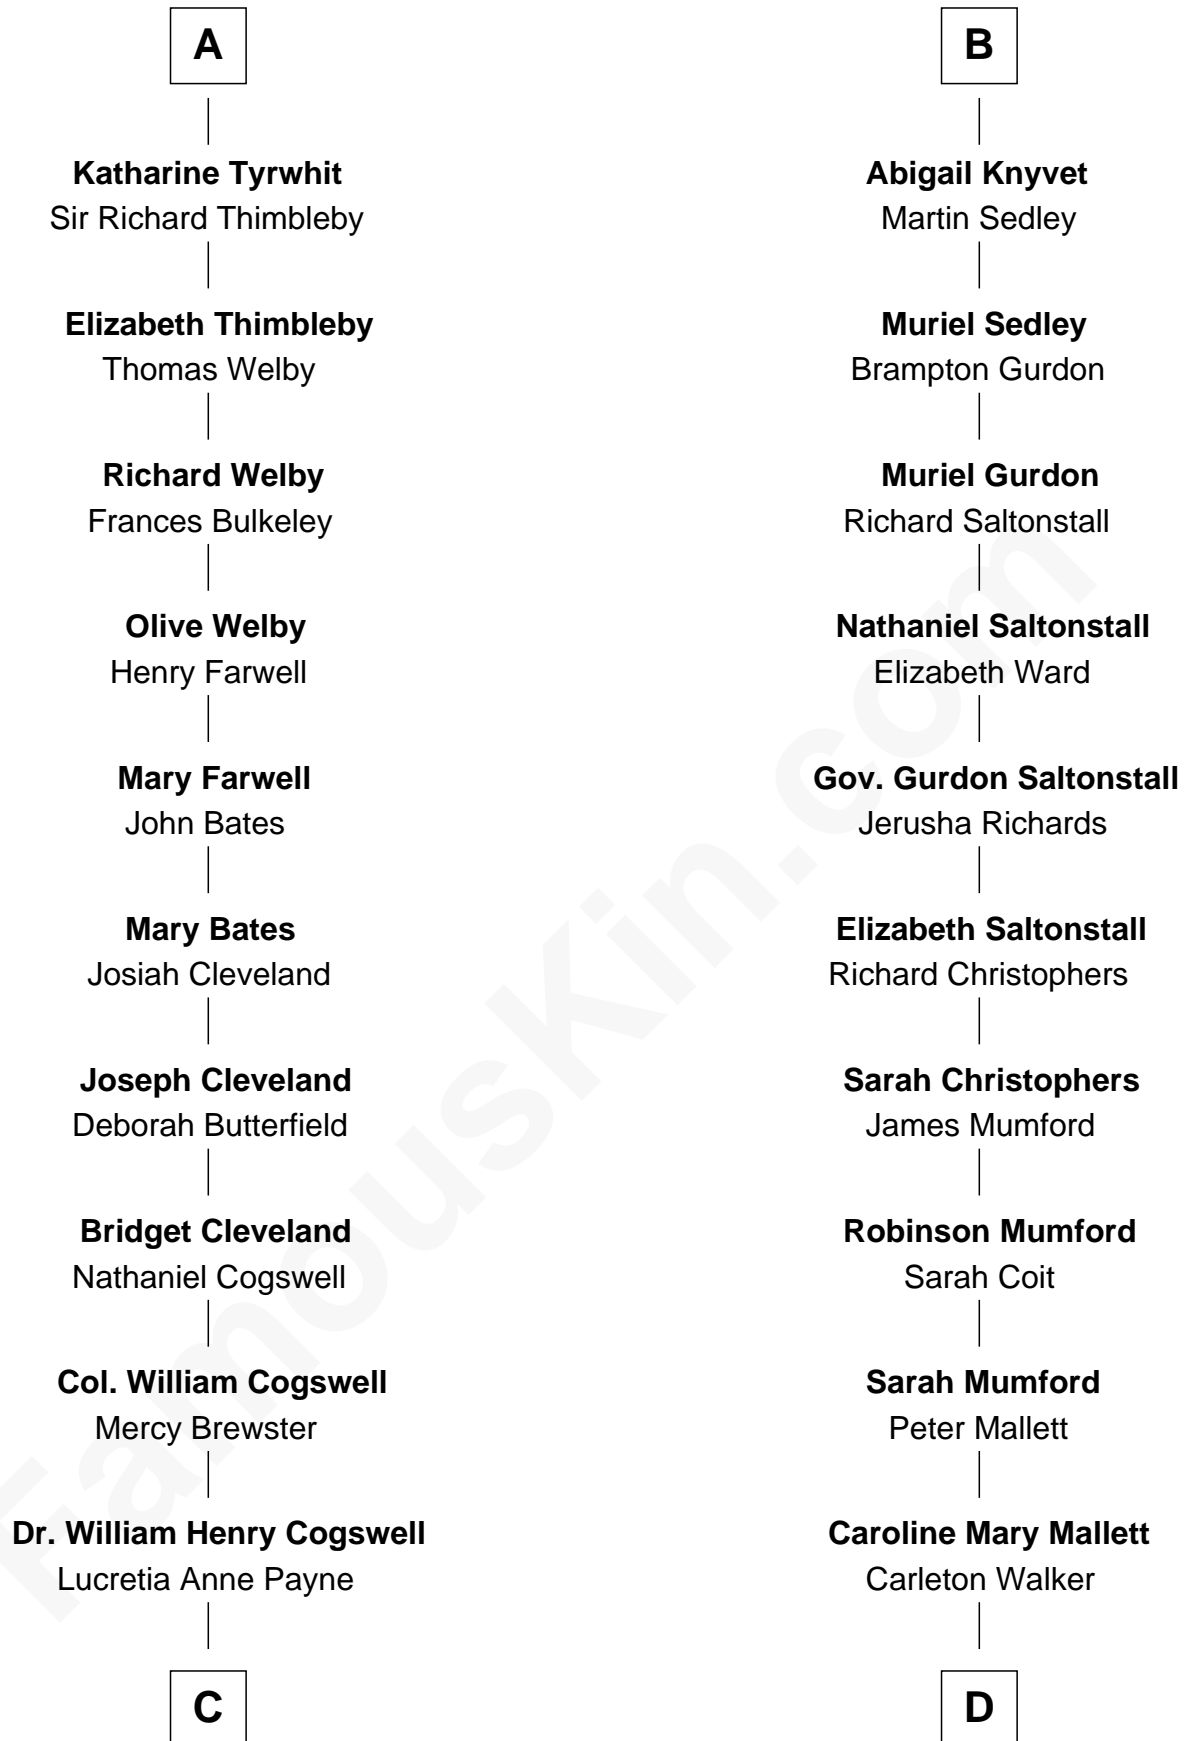 A
Katharine Tyrwhit
Sir Richard Thimbleby
Elizabeth Thimbleby
Thomas Welby
Richard Welby
Frances Bulkeley
Olive Welby
Henry Farwell
Mary Farwell
John Bates
Mary Bates
Josiah Cleveland
Joseph Cleveland
Deborah Butterfield
Bridget Cleveland
Nathaniel Cogswell
Col. William Cogswell
Mercy Brewster
Dr. William Henry Cogswell
Lucretia Anne Payne
C
B
Abigail Knyvet
Martin Sedley
Muriel Sedley
Brampton Gurdon
Muriel Gurdon
Richard Saltonstall
Nathaniel Saltonstall
Elizabeth Ward
Gov. Gurdon Saltonstall
Jerusha Richards
Elizabeth Saltonstall
Richard Christophers
Sarah Christophers
James Mumford
Robinson Mumford
Sarah Coit
Sarah Mumford
Peter Mallett
Caroline Mary Mallett
Carleton Walker
D
FamousKin.com